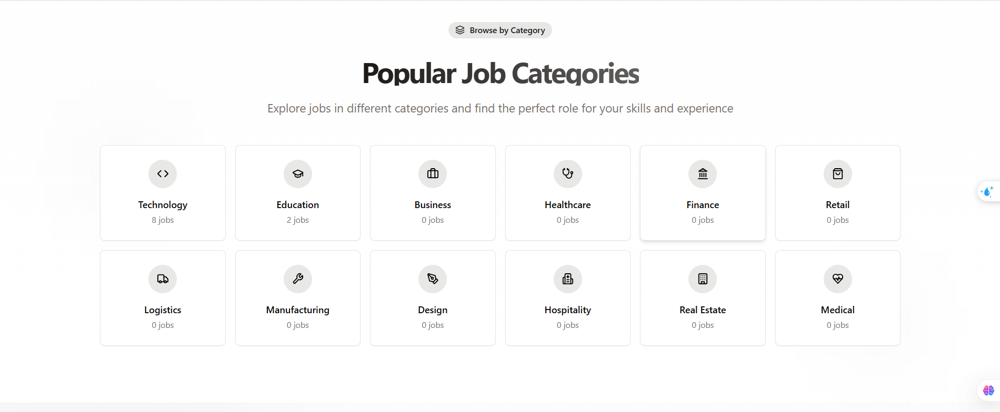 Browse by Category
Popular Job Categories
Explore jobs in different categories and find the perfect role for your skills and experience
Technology
8 jobs
Education
2 jobs
Business
0 jobs
Healthcare
0 jobs
Finance
0 jobs
Retail
0 jobs
Logistics
0 jobs
Manufacturing
0 jobs
Design
0 jobs
Hospitality
0 jobs
Real Estate
0 jobs
Medical
0 jobs